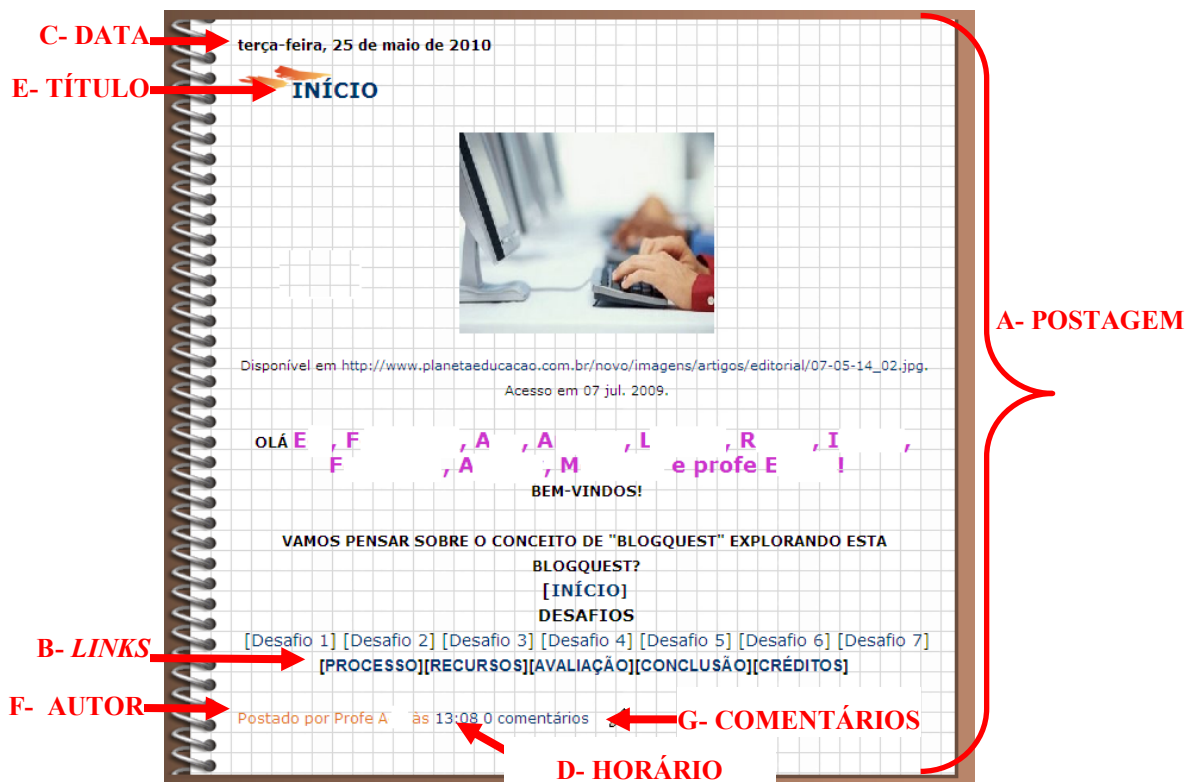 C- DATA
terça-feira, 25 de maio de 2010
E- TÍTULO
INÍCIO
A- POSTAGEM
Disponível em http://www.planetaeducacao.com.br/novo/imagens/artigos/editorial/07-05-14_02.jpg.
Acesso em 07 jul. 2009.
OLÁ E , F , A , A , L , R , I ,
F , A , M e profe E !
BEM-VINDOS!
VAMOS PENSAR SOBRE O CONCEITO DE "BLOGQUEST" EXPLORANDO ESTA
BLOGQUEST?
[INÍCIO]
DESAFIOS
[Desafio 1] [Desafio 2] [Desafio 3] [Desafio 4] [Desafio 5] [Desafio 6] [Desafio 7]
B- LINKS
[PROCESSO][RECURSOS][AVALIAÇÃO][CONCLUSÃO][CRÉDITOS]
F- AUTOR
Postado por Profe A às 13:08 0 comentários
G- COMENTÁRIOS
D- HORÁRIO